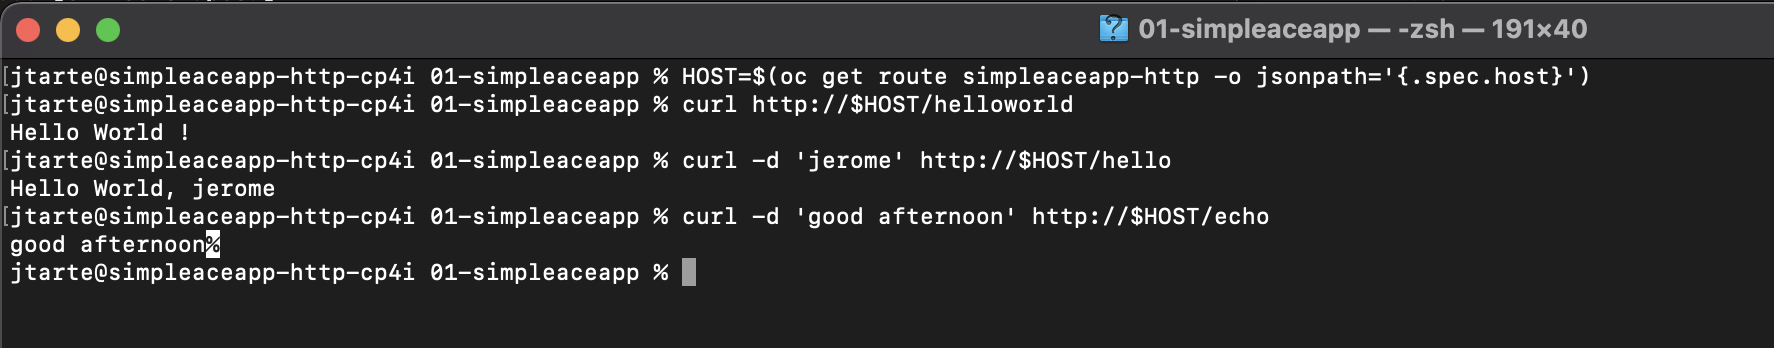 01-simpleaceapp — -zsh — 191×40
[jtarte@simpleaceapp-http-cp4i 01-simpleaceapp % HOST=$(oc get route simpleaceapp-http -o jsonpath='{.spec.host}')
[jtarte@simpleaceapp-http-cp4i 01-simpleaceapp % curl http://$HOST/helloworld
Hello World !
[jtarte@simpleaceapp-http-cp4i 01-simpleaceapp % curl -d 'jerome' http://$HOST/hello
Hello World, jerome
[jtarte@simpleaceapp-http-cp4i 01-simpleaceapp % curl -d 'good afternoon' http://$HOST/echo
good afternoon%
jtarte@simpleaceapp-http-cp4i 01-simpleaceapp %